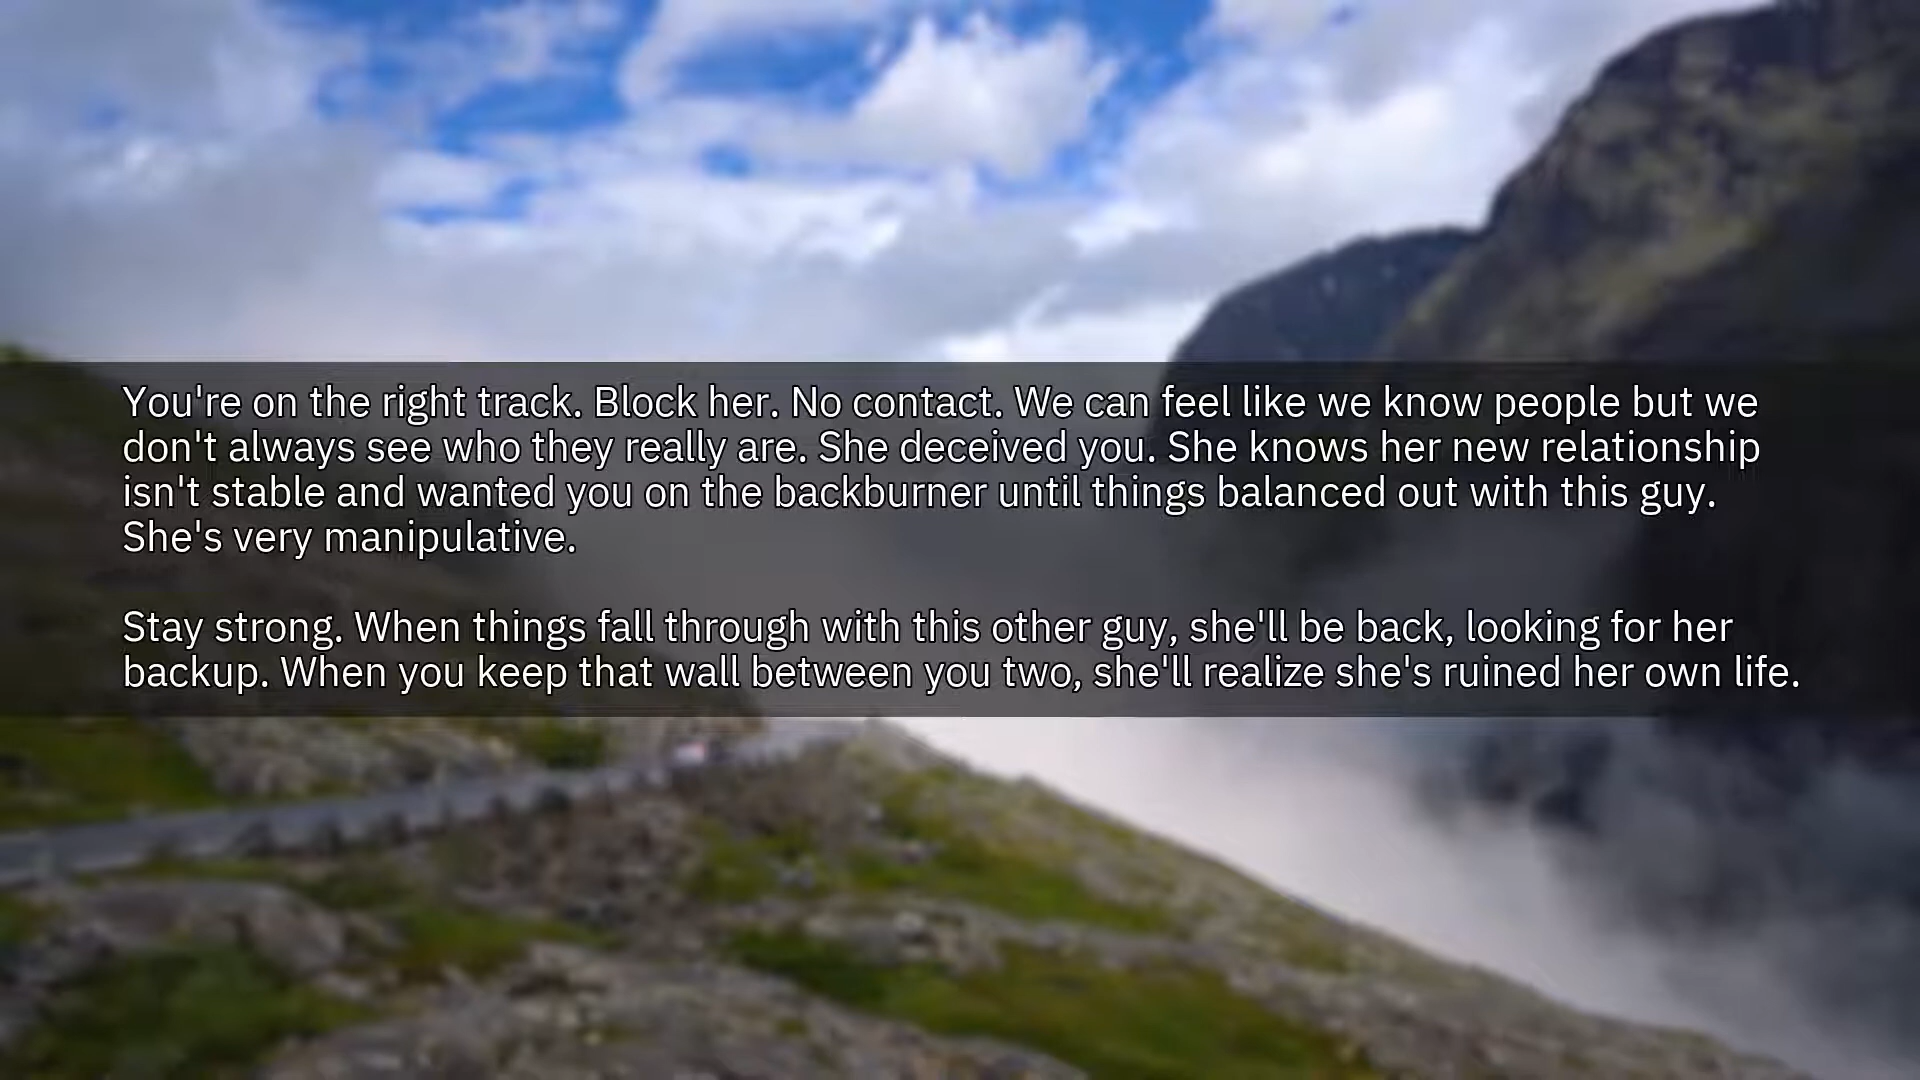 You're on the right track. Block her. No contact. We can feel like we know people but we
don't always see who they really are. She deceived you. She knows her new relationship
isn't stable and wanted you on the backburner until things balanced out with this guy.
She's very manipulative.
Stay strong. When things fall through with this other guy, she'll be back, looking for her
backup. When you keep that wall between you two, she'll realize she's ruined her own life.